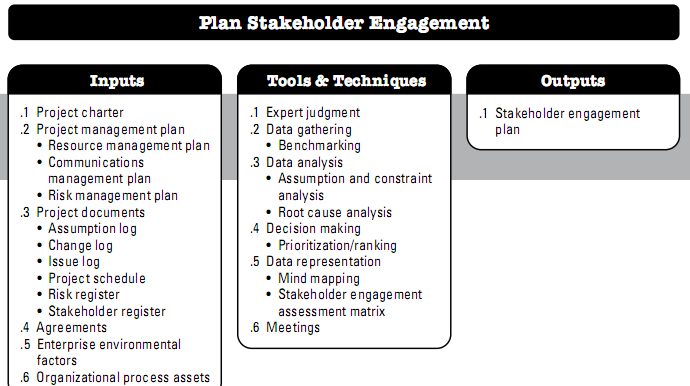 Plan Stakeholder Engagement
Inputs
.1 Project charter
.2 Project management plan
• Resource management plan
• Communications
management plan
• Risk management plan
.3 Project documents
• Assumption log
• Change log
• Issue log
• Project schedule
• Risk register
• Stakeholder register
.4 Agreements
.5 Enterprise environmental
factors
.6 Organizational process assets
Tools & Techniques
.1 Expert judgment
.2 Data gathering
• Benchmarking
.3 Data analysis
• Assumption and constraint
analysis
• Root cause analysis
.4 Decision making
• Prioritization/ranking
.5 Data representation
• Mind mapping
• Stakeholder engagement
assessment matrix
.6 Meetings
Outputs
.1 Stakeholder engagement
plan